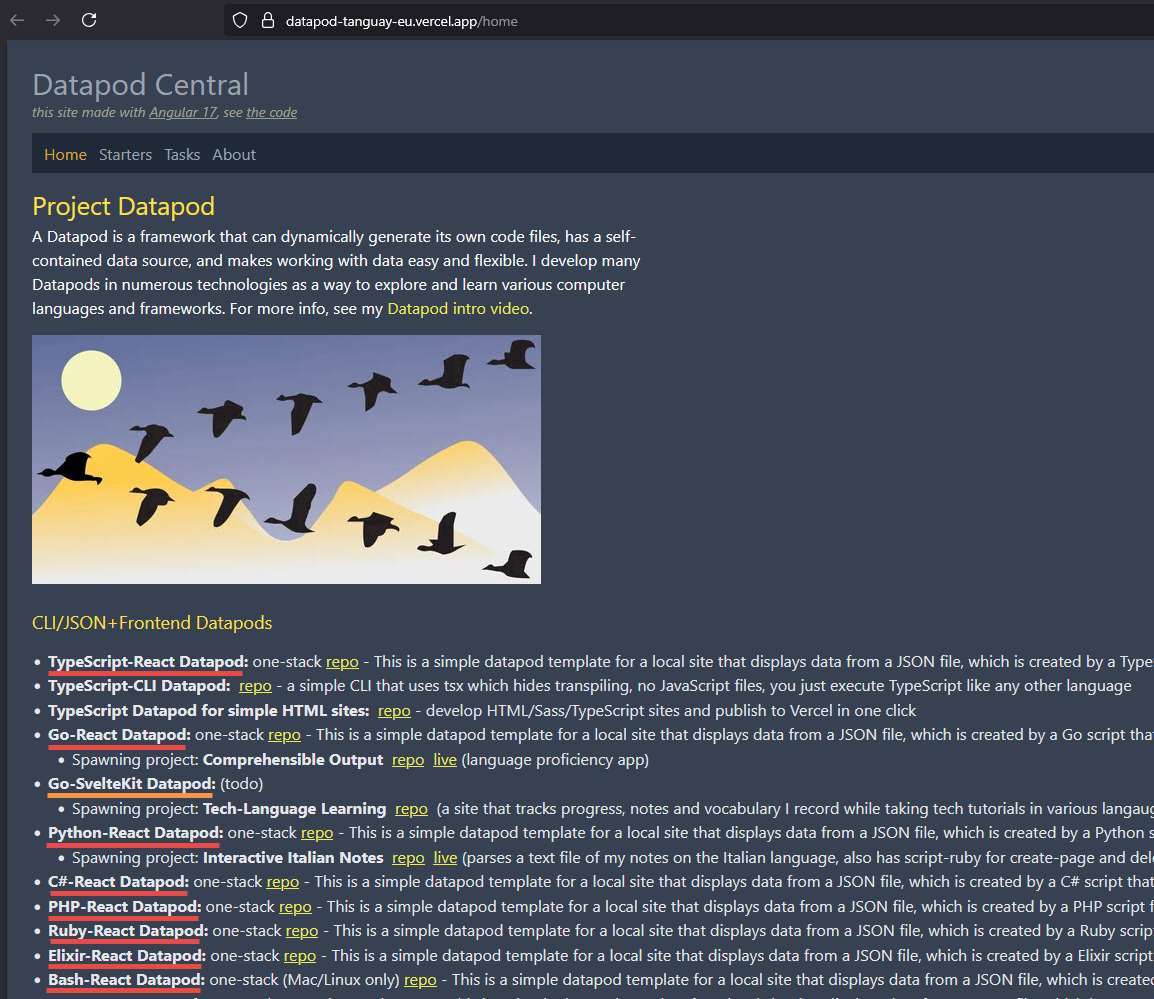 datapod-tanguay-eu.vercel.app/home
Datapod Central
this site made with Angular 17, see the code
Home Starters Tasks About
Project Datapod
A Datapod is a framework that can dynamically generate its own code files, has a self-
contained data source, and makes working with data easy and flexible. I develop many
Datapods in numerous technologies as a way to explore and learn various computer
languages and frameworks. For more info, see my Datapod intro video.
CLI/JSON+Frontend Datapods
• TypeScript-React Datapod: one-stack repo - This is a simple datapod template for a local site that displays data from a JSON file, which is created by a Type
• TypeScript-CLI Datapod: repo - a simple CLI that uses tsx which hides transpiling, no JavaScript files, you just execute TypeScript like any other language
• TypeScript Datapod for simple HTML sites: repo - develop HTML/Sass/TypeScript sites and publish to Vercel in one click
• Go-React Datapod: one-stack repo - This is a simple datapod template for a local site that displays data from a JSON file, which is created by a Go script tha
• Spawning project: Comprehensible Output repo live (language proficiency app)
• Go-SvelteKit Datapod: (todo)
• Spawning project: Tech-Language Learning repo (a site that tracks progress, notes and vocabulary I record while taking tech tutorials in various langaug
• Python-React Datapod: one-stack repo - This is a simple datapod template for a local site that displays data from a JSON file, which is created by a Python s
• Spawning project: Interactive Italian Notes repo live (parses a text file of my notes on the Italian language, also has script-ruby for create-page and del
• C#-React Datapod: one-stack repo - This is a simple datapod template for a local site that displays data from a JSON file, which is created by a C# script that
• PHP-React Datapod: one-stack repo - This is a simple datapod template for a local site that displays data from a JSON file, which is created by a PHP script f
• Ruby-React Datapod: one-stack repo - This is a simple datapod template for a local site that displays data from a JSON file, which is created by a Ruby scrip
• Elixir-React Datapod: one-stack repo - This is a simple datapod template for a local site that displays data from a JSON file, which is created by a Elixir script
• Bash-React Datapod: one-stack (Mac/Linux only) repo - This is a simple datapod template for a local site that displays data from a JSON file, which is created